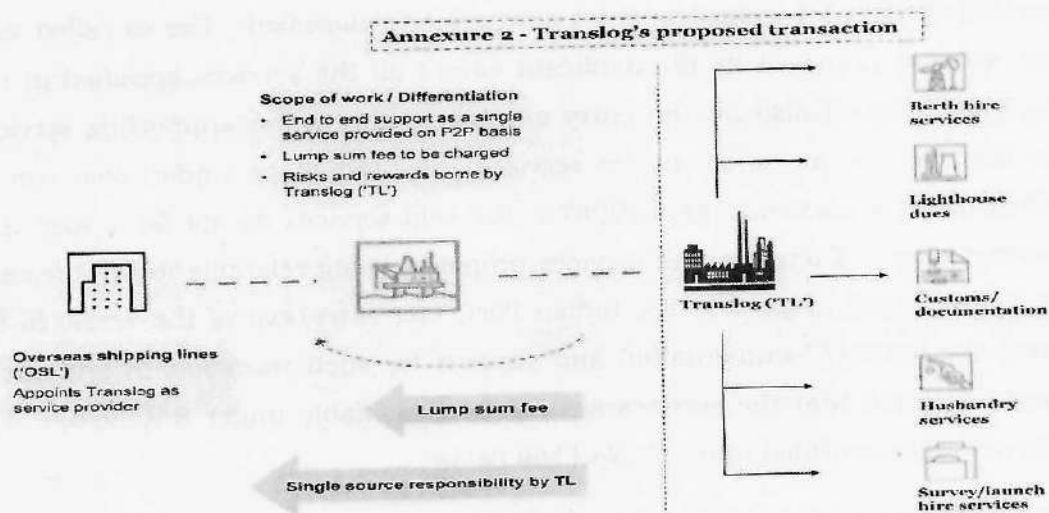 Annexure 2 - Translog's proposed transaction
Scope of work / Differentiation
End to end support as a single
service provided on P2P basis
• Lump sum fee to be charged
Risks and rewards borne by
Translog ('TL')
Berth hire
services
Lighthouse
dues
Translog ('TL')
Customs/
documentation
Overseas shipping lines
('OSL')
Appoints Translog as
service provider
Lump sum fee
Husbandry
services
Single source responsibility by TL
Survey/launch
hire services